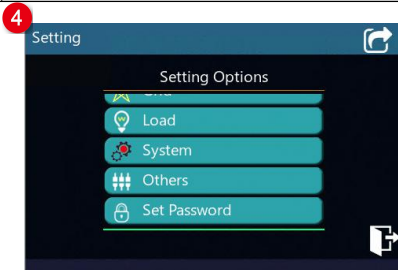 4
Setting
Setting Options
Load
System
Others
Set Password